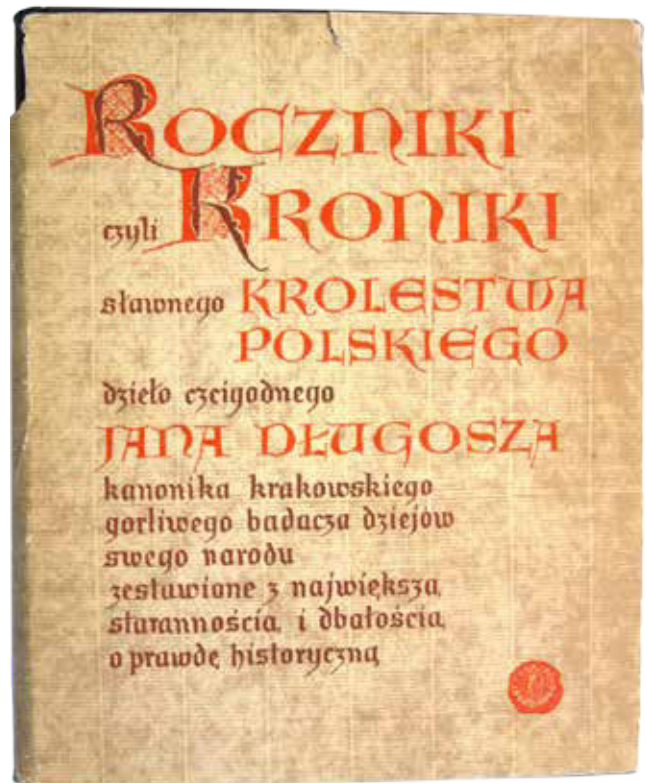 ROCZNIKI
czyli KRONIKI
sławnego KROLESTWA
POLSKIEGO
dzieło czcigodnego
JANA DŁUGOSZA
kanonika krakowskiego
gorliwego badacza dziejów
swego narodu
zestawione z największą
starannością i dbałością
o prawdę historyczną